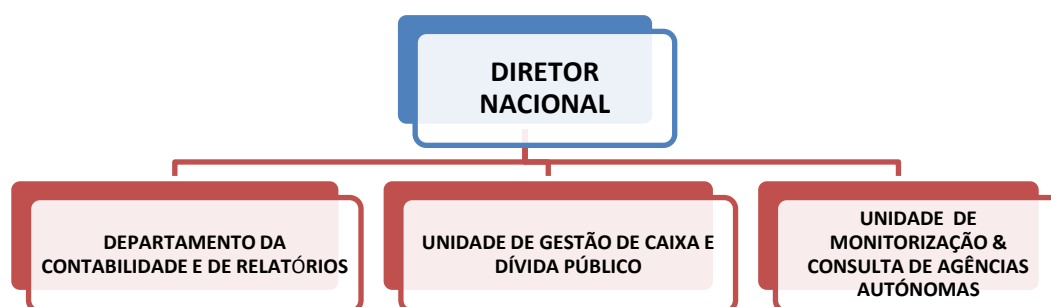 DIRETOR
NACIONAL
DEPARTAMENTO DA
CONTABILIDADE E DE RELATÓRIOS
UNIDADE DE GESTÃO DE CAIXA E
DÍVIDA PÚBLICO
UNIDADE DE
MONITORIZAÇÃO &
CONSULTA DE AGÊNCIAS
AUTÓNOMAS